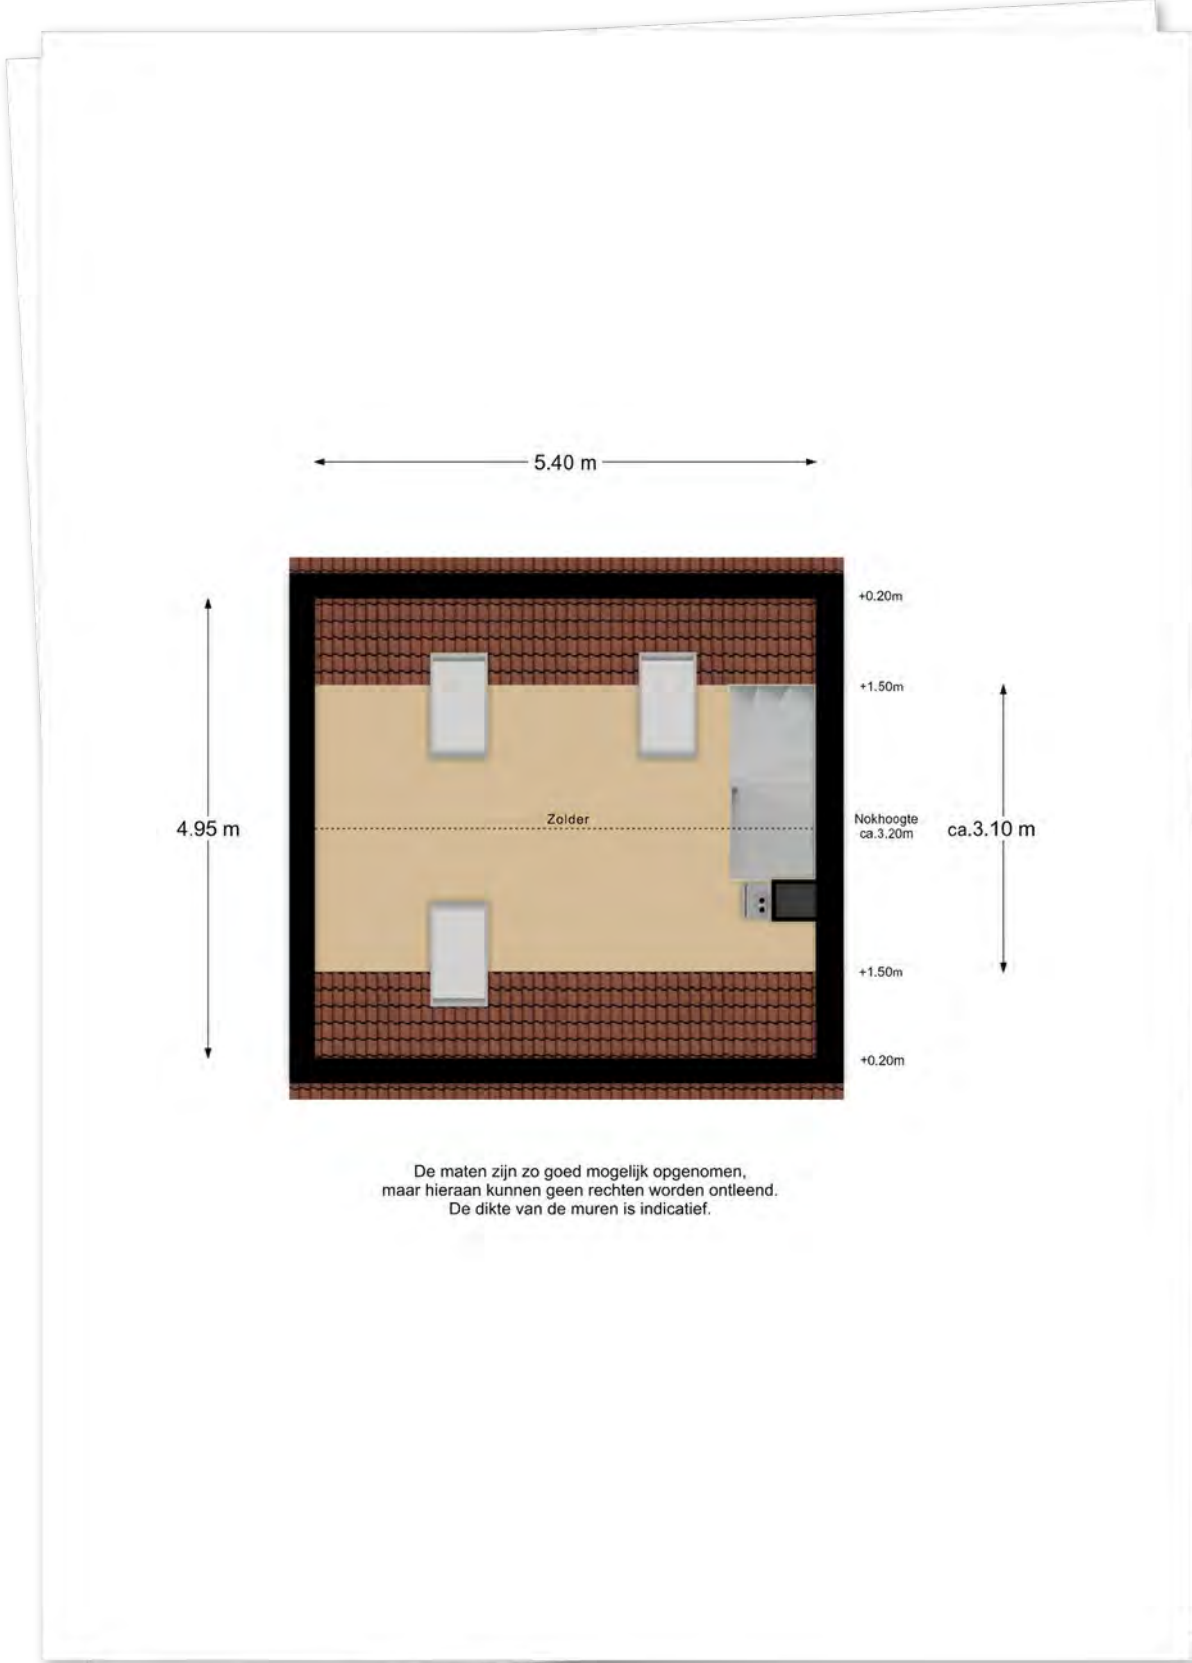 5.40 m
+0.20m
+1.50m
Zolder
Nokhoogte
ca.3.20m
4.95 m
ca.3.10 m
+1.50m
+0.20m
De maten zijn zo goed mogelijk opgenomen,
maar hieraan kunnen geen rechten worden ontleend.
De dikte van de muren is indicatief.